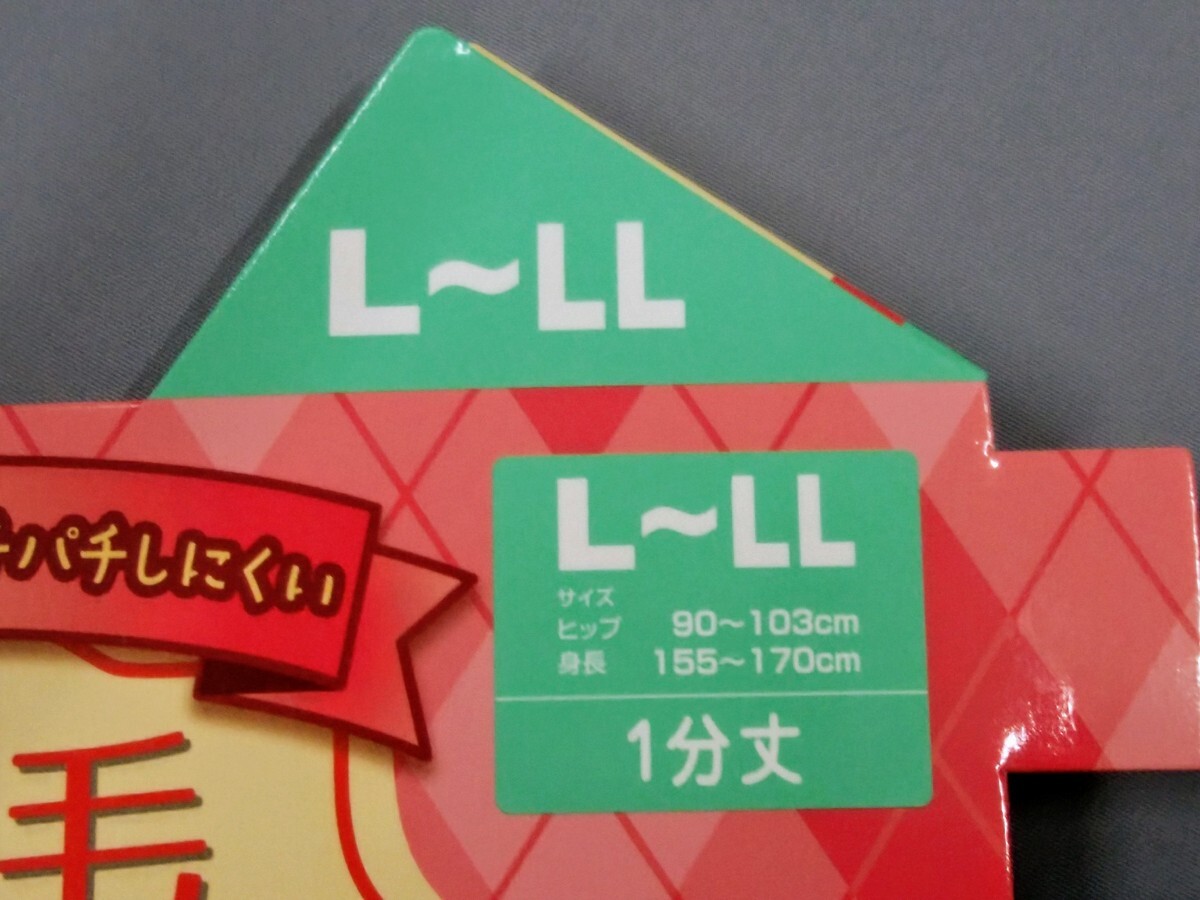 L〜LL
パチしにくい
L〜LL
サイズ
ヒップ 90〜103cm
身長 155〜170cm
1分丈
毛